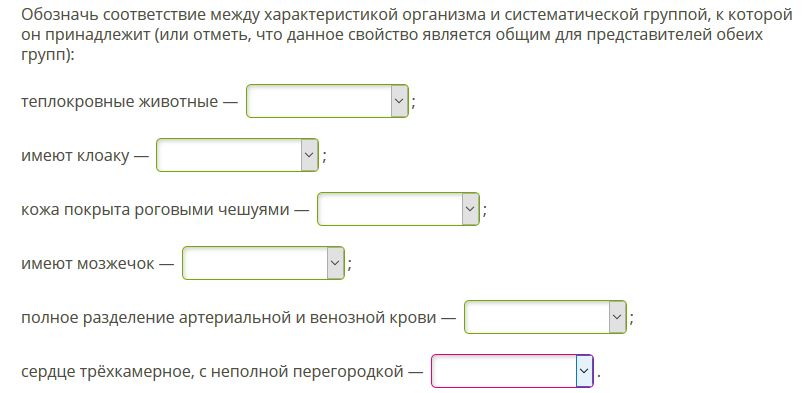 Обозначь соответствие между характеристикой организма и систематической группой, к которой
он принадлежит (или отметь, что данное свойство является общим для представителей обеих
групп):
теплокровные животные — ;
имеют клоаку — ;
кожа покрыта роговыми чешуями — ;
имеют мозжечок — ;
полное разделение артериальной и венозной крови — ;
сердце трёхкамерное, с неполной перегородкой — .